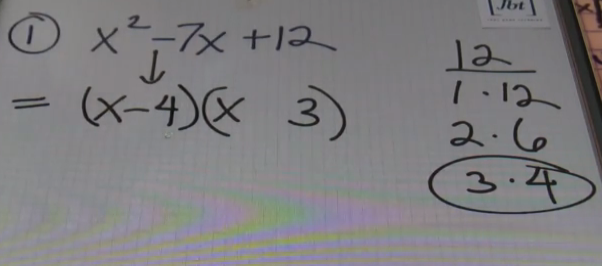 ① x² - 7x + 12
↓
= (x - 4)(x 3)
12
1 · 12
2 · 6
3 · 4